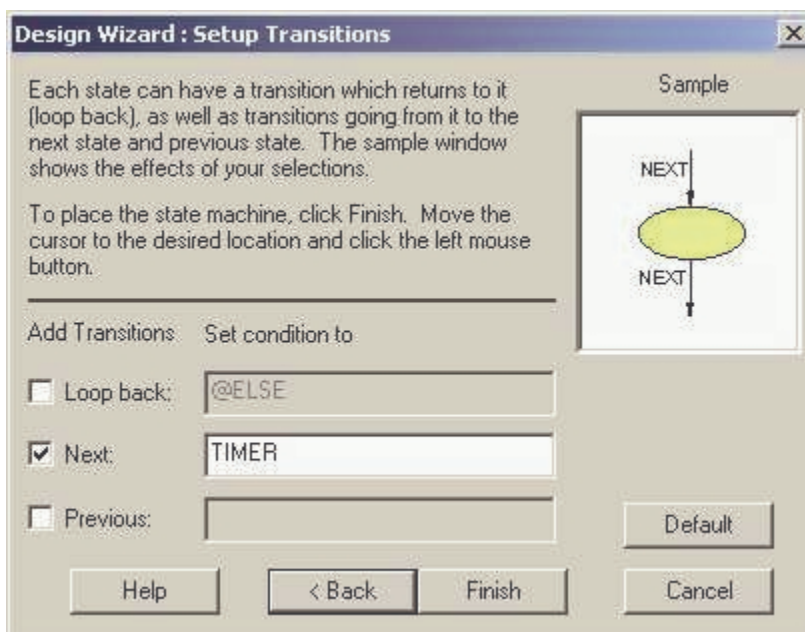 Design Wizard : Setup Transitions
Each state can have a transition which returns to it
(loop back), as well as transitions going from it to the
next state and previous state. The sample window
shows the effects of your selections.
To place the state machine, click Finish. Move the
cursor to the desired location and click the left mouse
button.
Sample
NEXT
NEXT
Add Transitions Set condition to
Loop back: @ELSE
Next: TIMER
Previous:
Default
Help < Back Finish Cancel